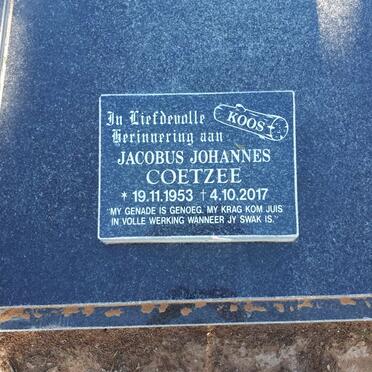 In Liefdevolle
Herinnering aan
KOOS
JACOBUS JOHANNES
COETZEE
* 19.11.1953 † 4.10.2017
"MY GENADE IS GENOEG. MY KRAG KOM JUIS
IN VOLLE WERKING WANNEER JY SWAK IS."